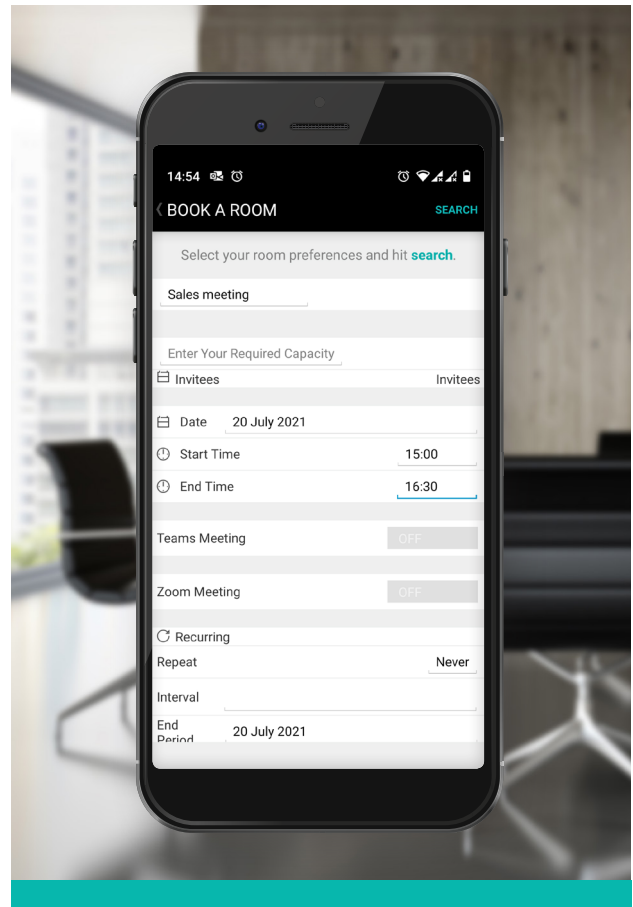 14:54
BOOK A ROOM SEARCH
Select your room preferences and hit search.
Sales meeting
Enter Your Required Capacity
Invitees Invitees
Date 20 July 2021
Start Time 15:00
End Time 16:30
Teams Meeting OFF
Zoom Meeting OFF
Recurring
Repeat Never
Interval
End
Period 20 July 2021